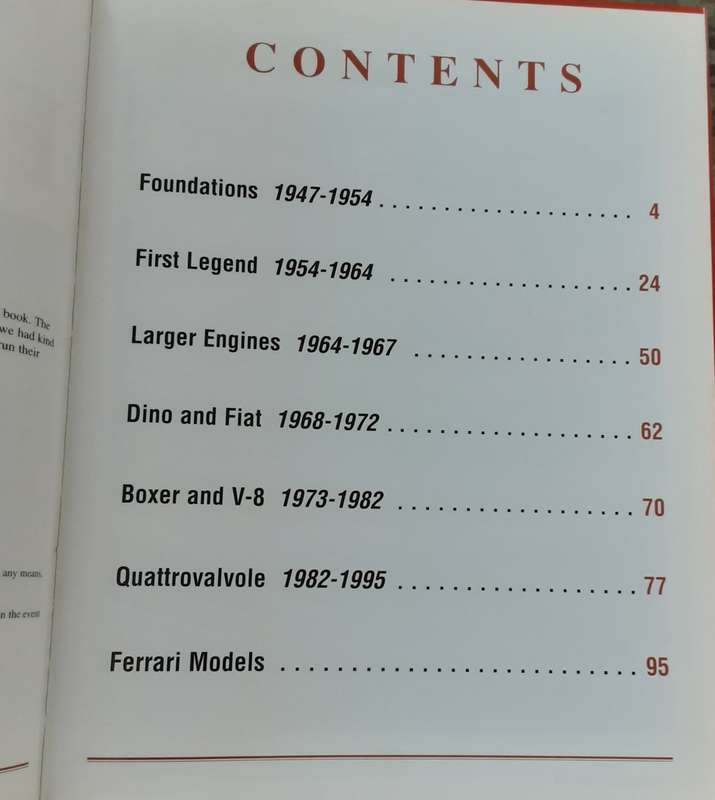 book. The
we had kind
un their
any means,
n the event
CONTENTS
Foundations 1947-1954 . . . . . . . . . . . . . . . . . . . . 4
First Legend 1954-1964 . . . . . . . . . . . . . . . . . . . 24
Larger Engines 1964-1967 . . . . . . . . . . . . . . . . . 50
Dino and Fiat 1968-1972 . . . . . . . . . . . . . . . . . . . 62
Boxer and V-8 1973-1982 . . . . . . . . . . . . . . . . . . 70
Quattrovalvole 1982-1995 . . . . . . . . . . . . . . . . . . 77
Ferrari Models . . . . . . . . . . . . . . . . . . . . . . . . . . . 95